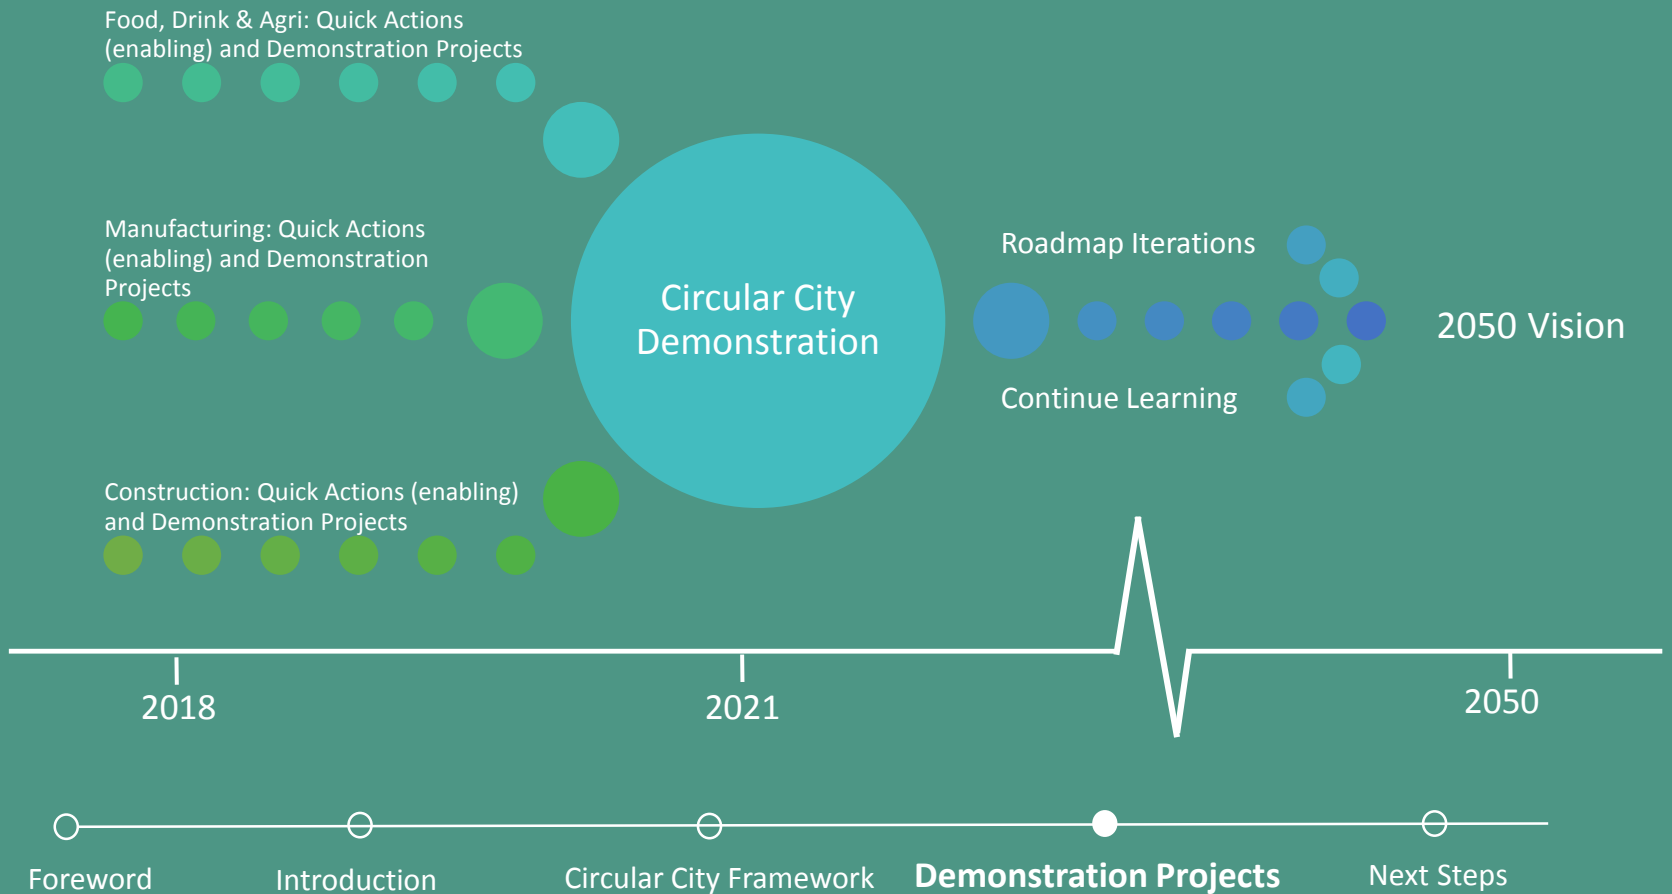 Food, Drink & Agri: Quick Actions
(enabling) and Demonstration Projects
Manufacturing: Quick Actions
(enabling) and Demonstration
Projects
Construction: Quick Actions (enabling)
and Demonstration Projects
Circular City
Demonstration
Roadmap Iterations
Continue Learning
2050 Vision
2018
2021
2050
Foreword
Introduction
Circular City Framework
Demonstration Projects
Next Steps